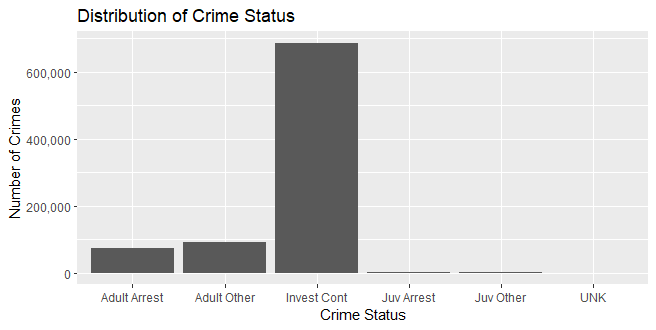 Distribution of Crime Status
Number of Crimes
600,000
400,000
200,000
0
Adult Arrest Adult Other Invest Cont Juv Arrest Juv Other UNK
Crime Status